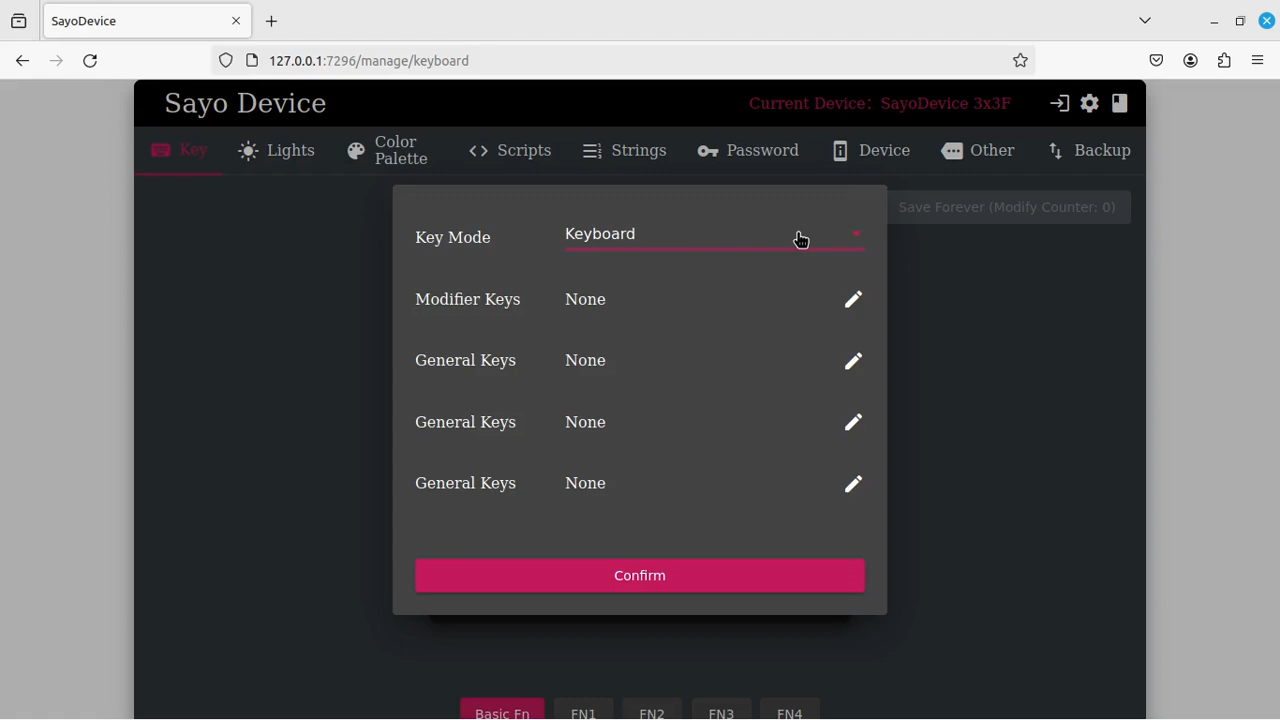 SayoDevice
127.0.0.1:7296/manage/keyboard
Sayo Device
Current Device: SayoDevice 3x3F
Key
Lights
Color
Palette
Scripts
Strings
Password
Device
Other
Backup
Save Forever (Modify Counter: 0)
Key Mode
Keyboard
Modifier Keys
None
General Keys
None
General Keys
None
General Keys
None
Confirm
Basic Fn
FN1
FN2
FN3
FN4